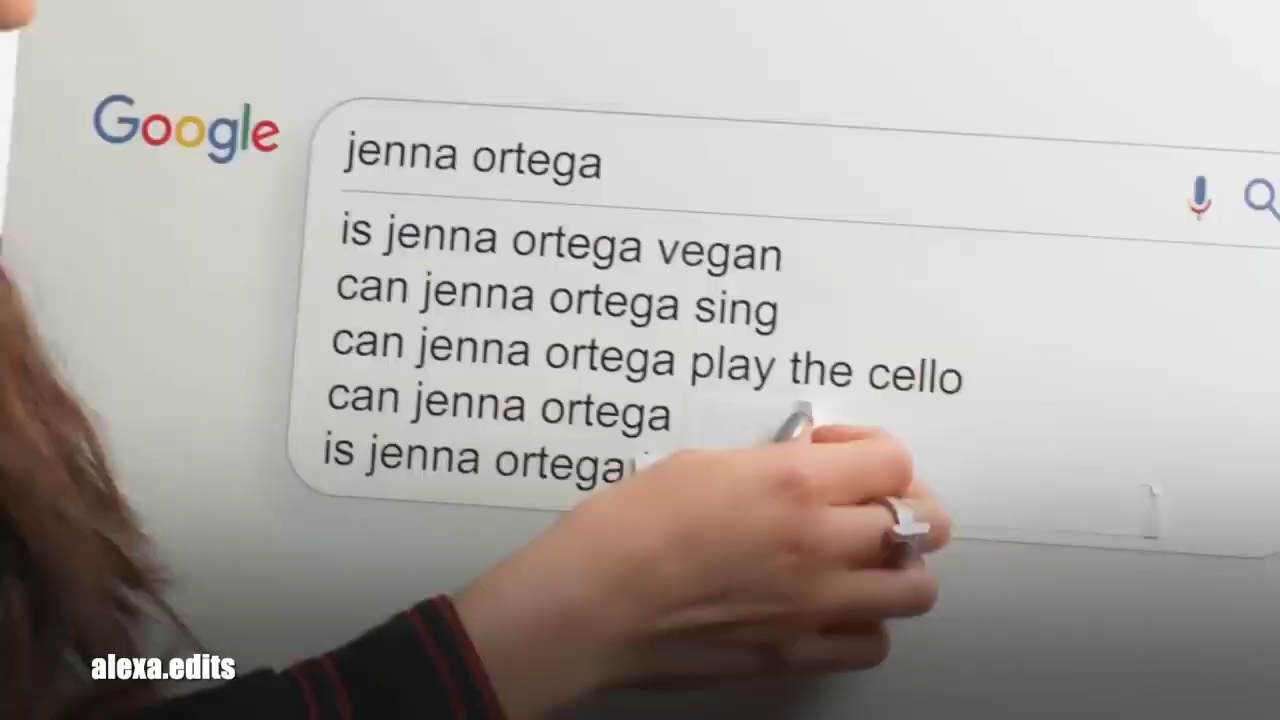 Google
jenna ortega
is jenna ortega vegan
can jenna ortega sing
can jenna ortega play the cello
can jenna ortega
is jenna ortega
alexa.edits